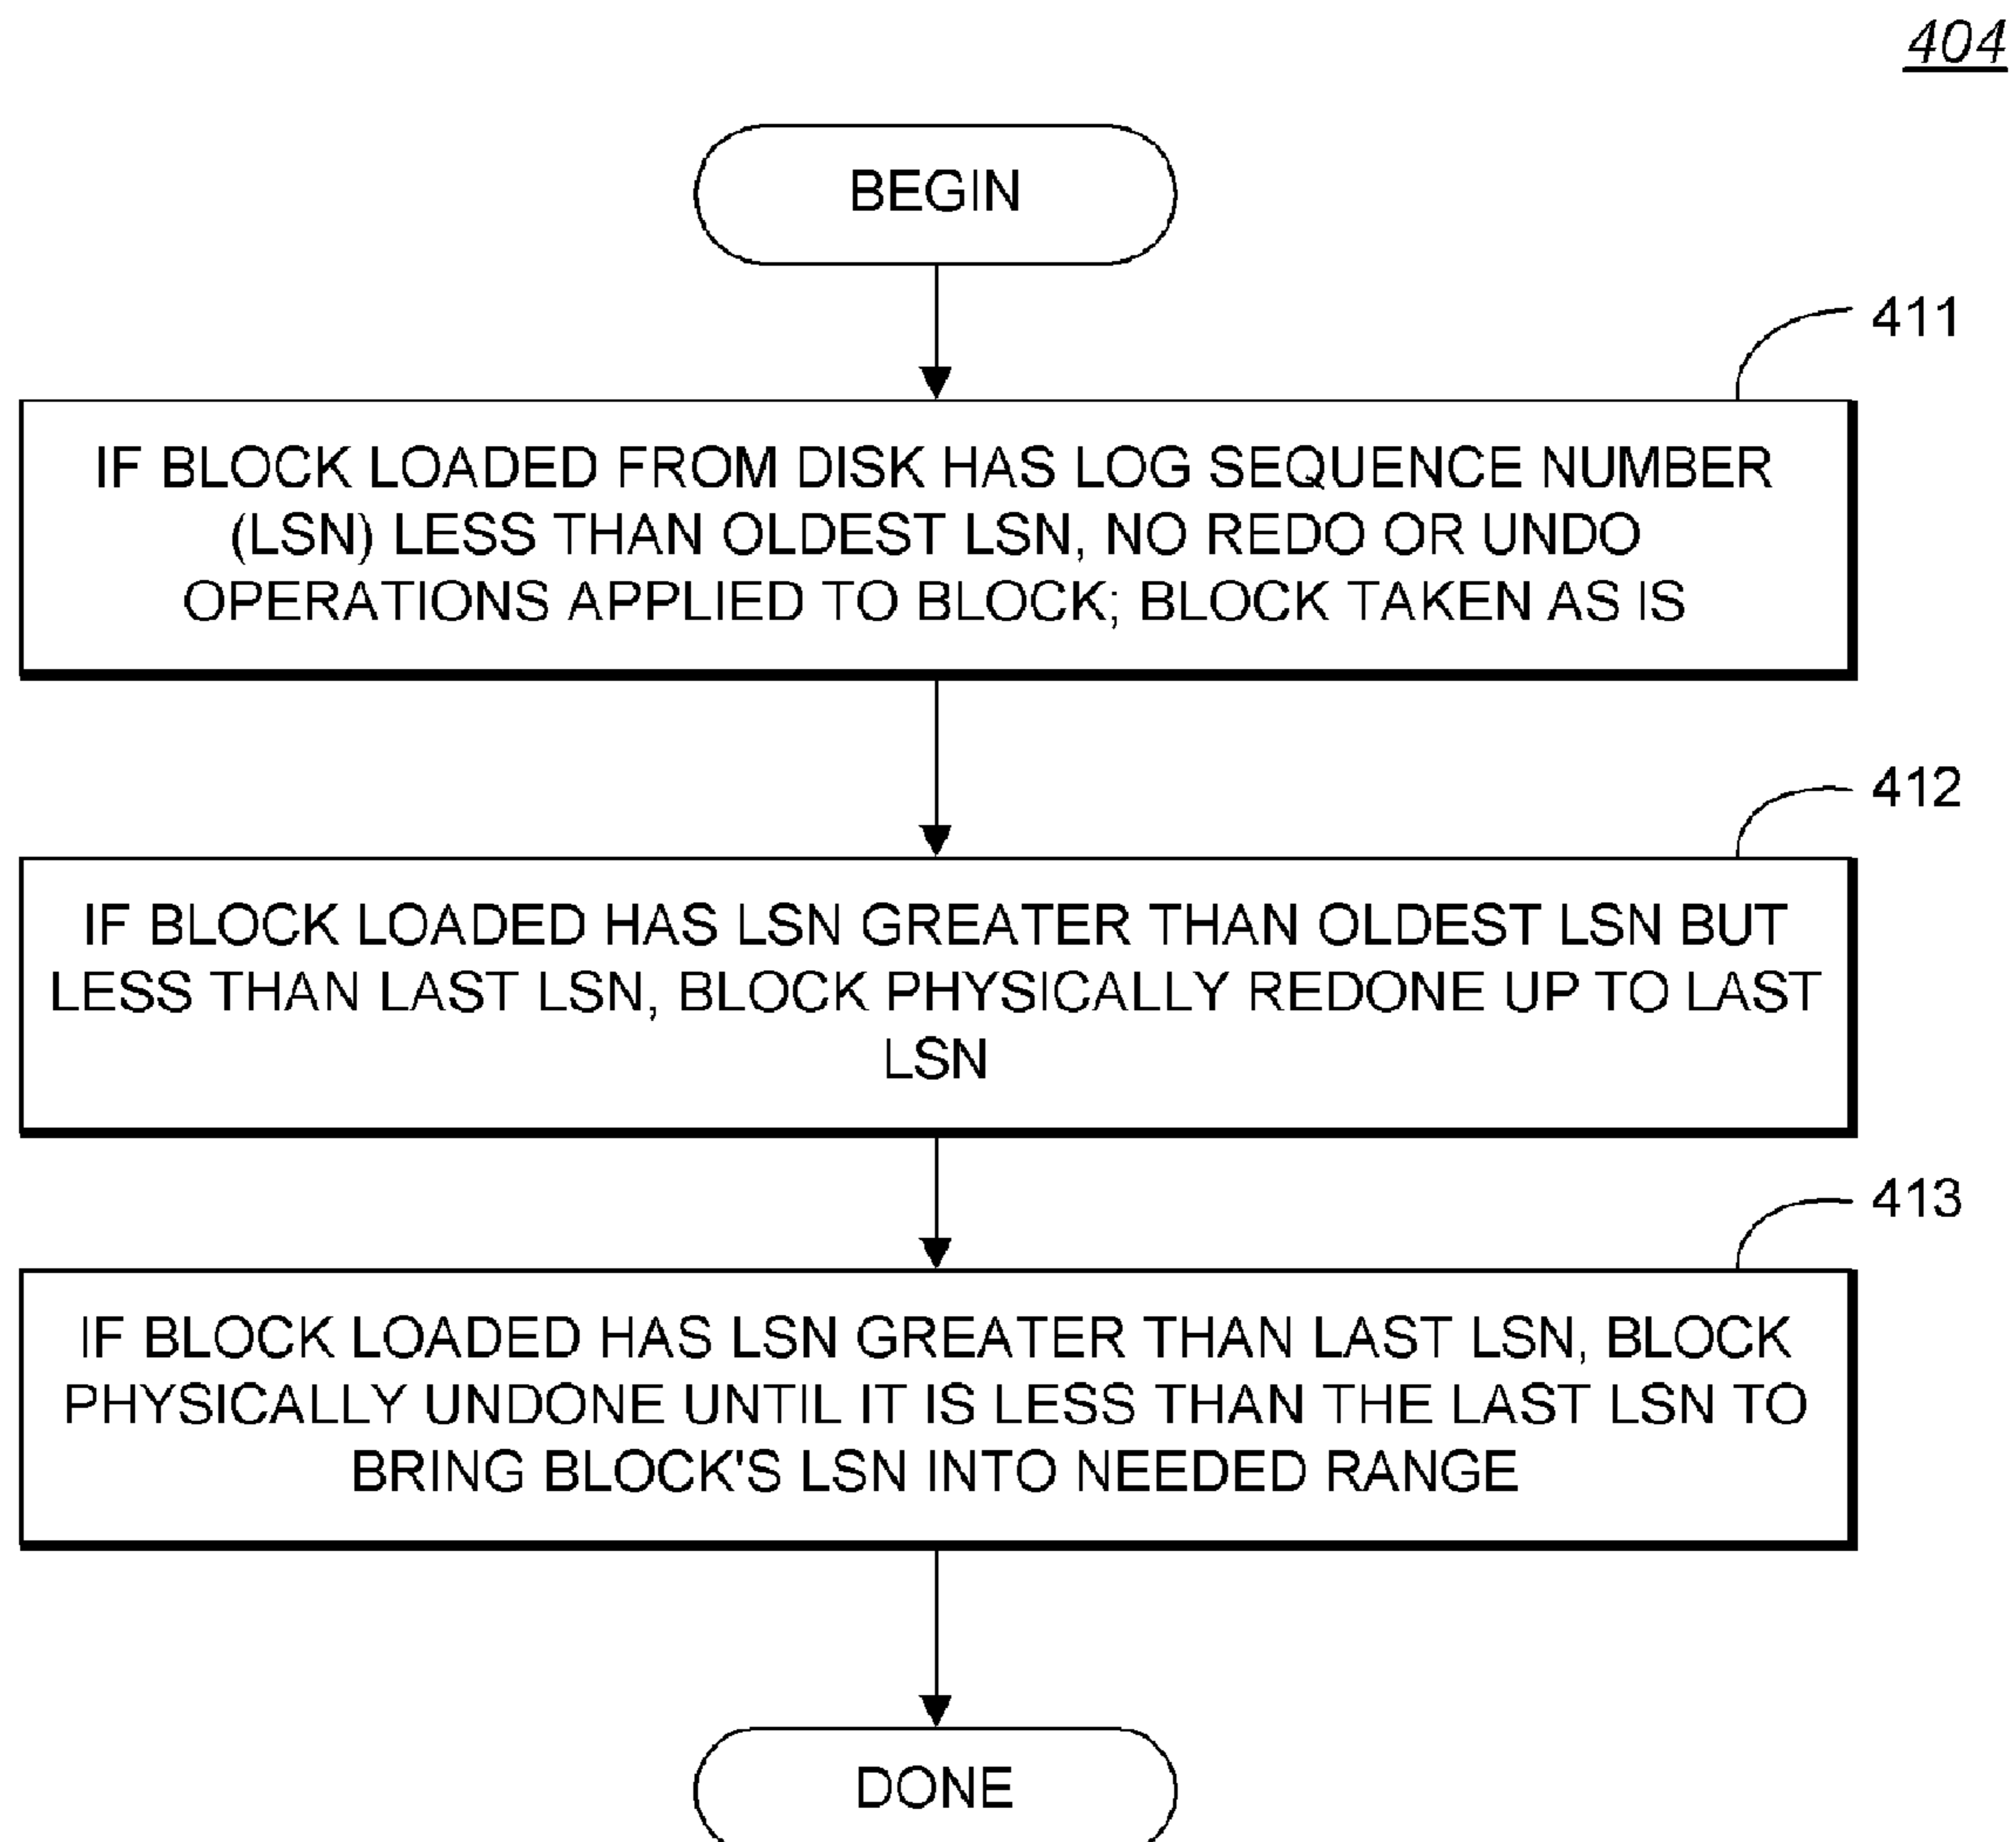 404
BEGIN
411
IF BLOCK LOADED FROM DISK HAS LOG SEQUENCE NUMBER
(LSN) LESS THAN OLDEST LSN, NO REDO OR UNDO
OPERATIONS APPLIED TO BLOCK; BLOCK TAKEN AS IS
412
IF BLOCK LOADED HAS LSN GREATER THAN OLDEST LSN BUT
LESS THAN LAST LSN, BLOCK PHYSICALLY REDONE UP TO LAST
LSN
413
IF BLOCK LOADED HAS LSN GREATER THAN LAST LSN, BLOCK
PHYSICALLY UNDONE UNTIL IT IS LESS THAN THE LAST LSN TO
BRING BLOCK'S LSN INTO NEEDED RANGE
DONE